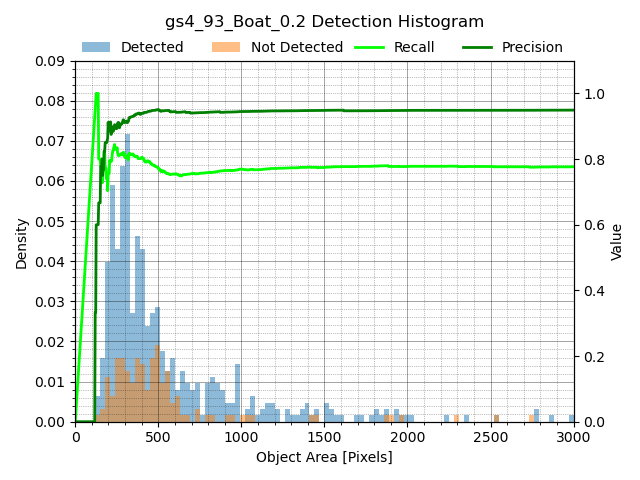 gs4_93_Boat_0.2 Detection Histogram
Detected Not Detected Recall Precision
0.09
0.08
0.07
0.06
0.05
0.04
0.03
0.02
0.01
0.00
Density
1.0
0.8
0.6
0.4
0.2
0.0
Value
0 500 1000 1500 2000 2500 3000
Object Area [Pixels]